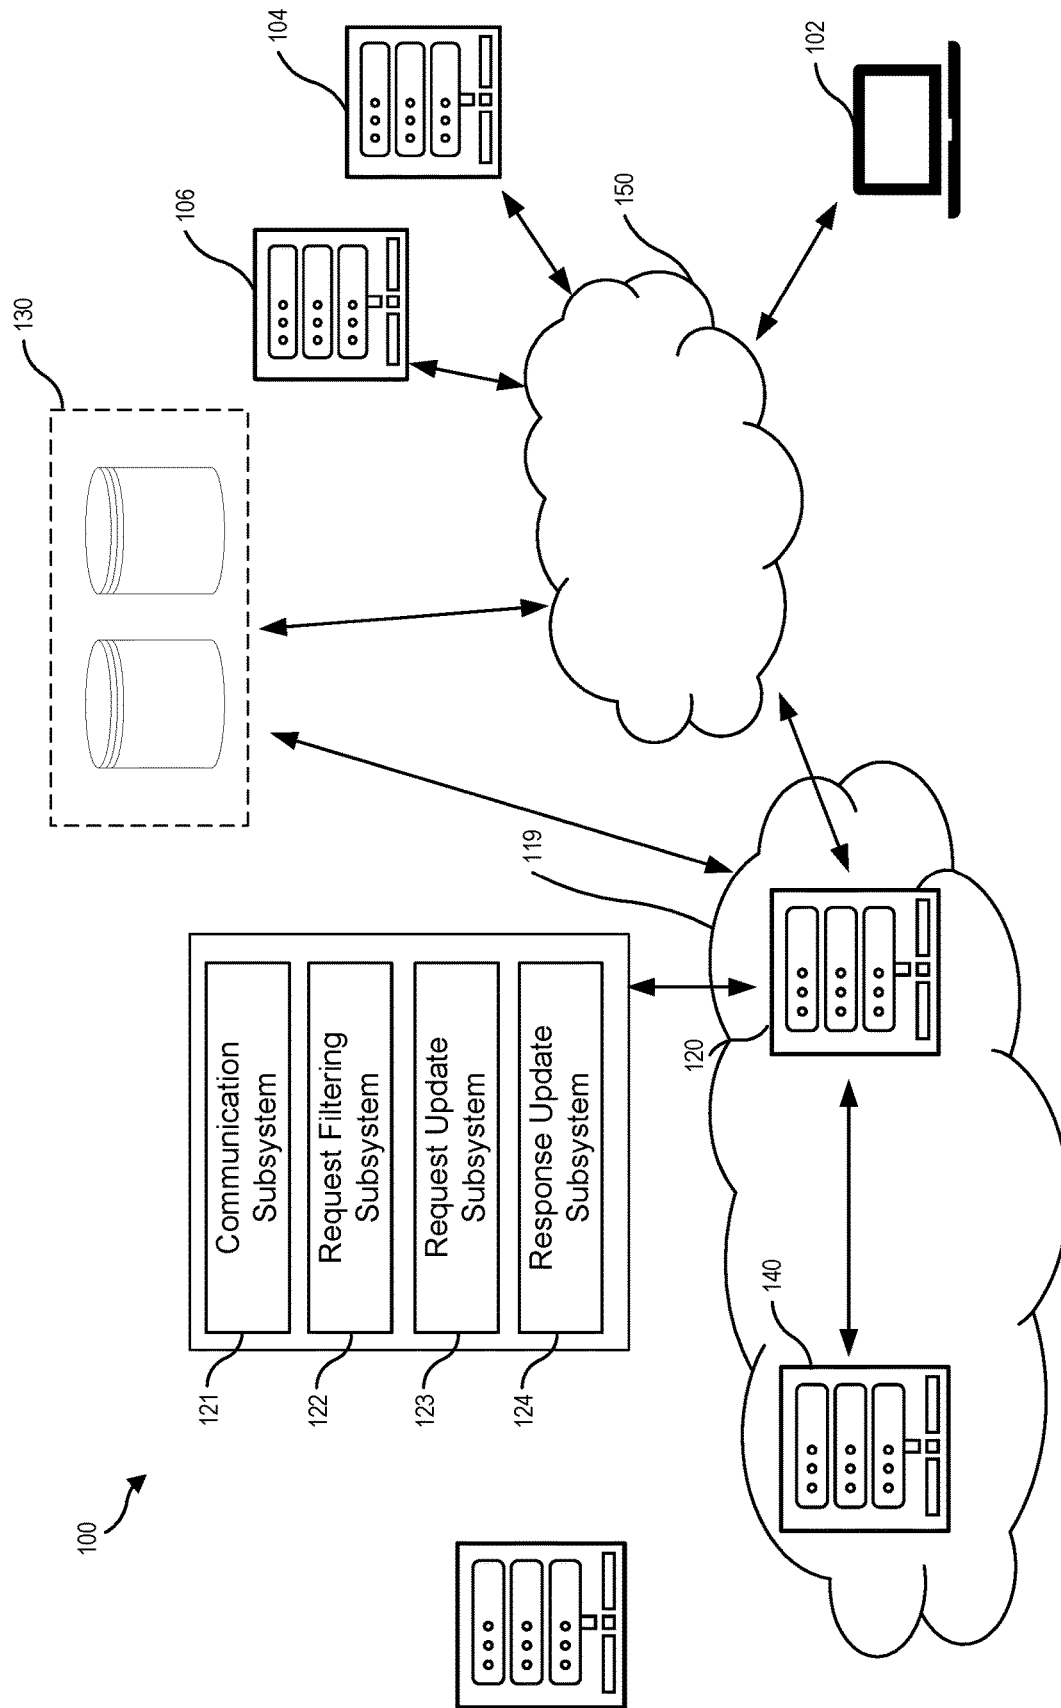 100
121
Communication
Subsystem
122
Request Filtering
Subsystem
123
Request Update
Subsystem
124
Response Update
Subsystem
130
106
104
119
150
102
120
140